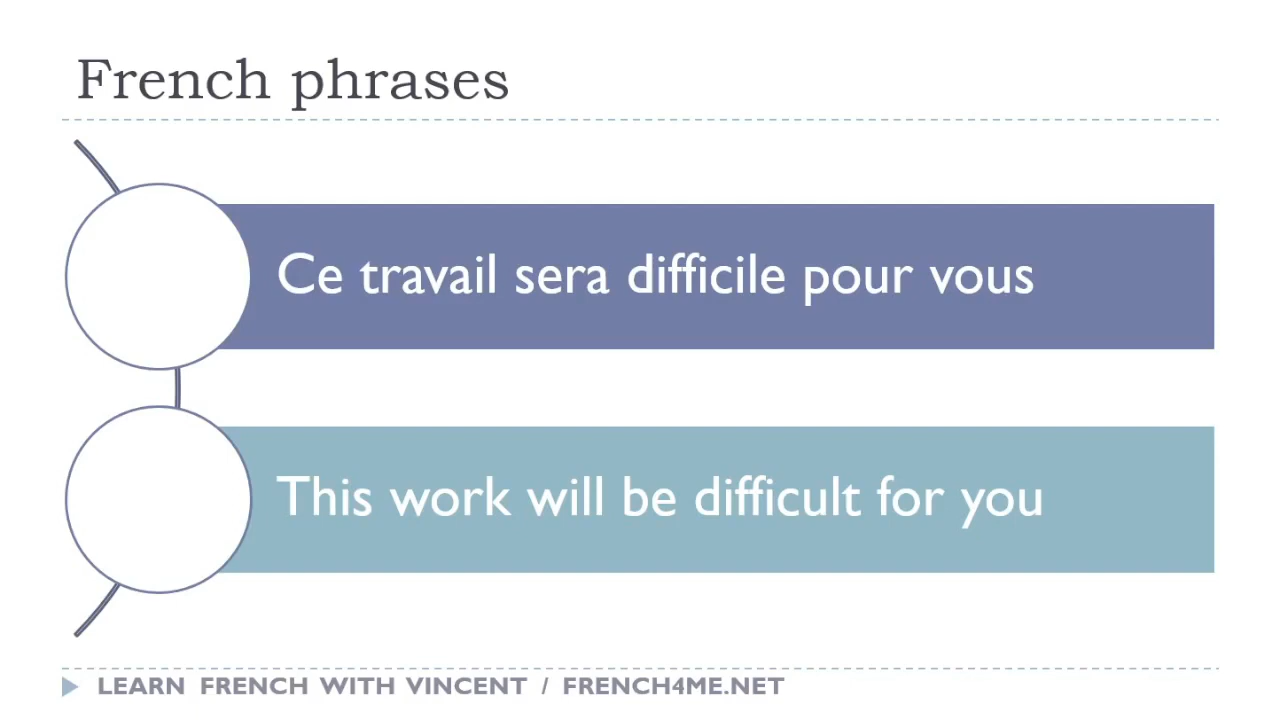 French phrases
Ce travail sera difficile pour vous
This work will be difficult for you
LEARN FRENCH WITH VINCENT / FRENCH4ME.NET